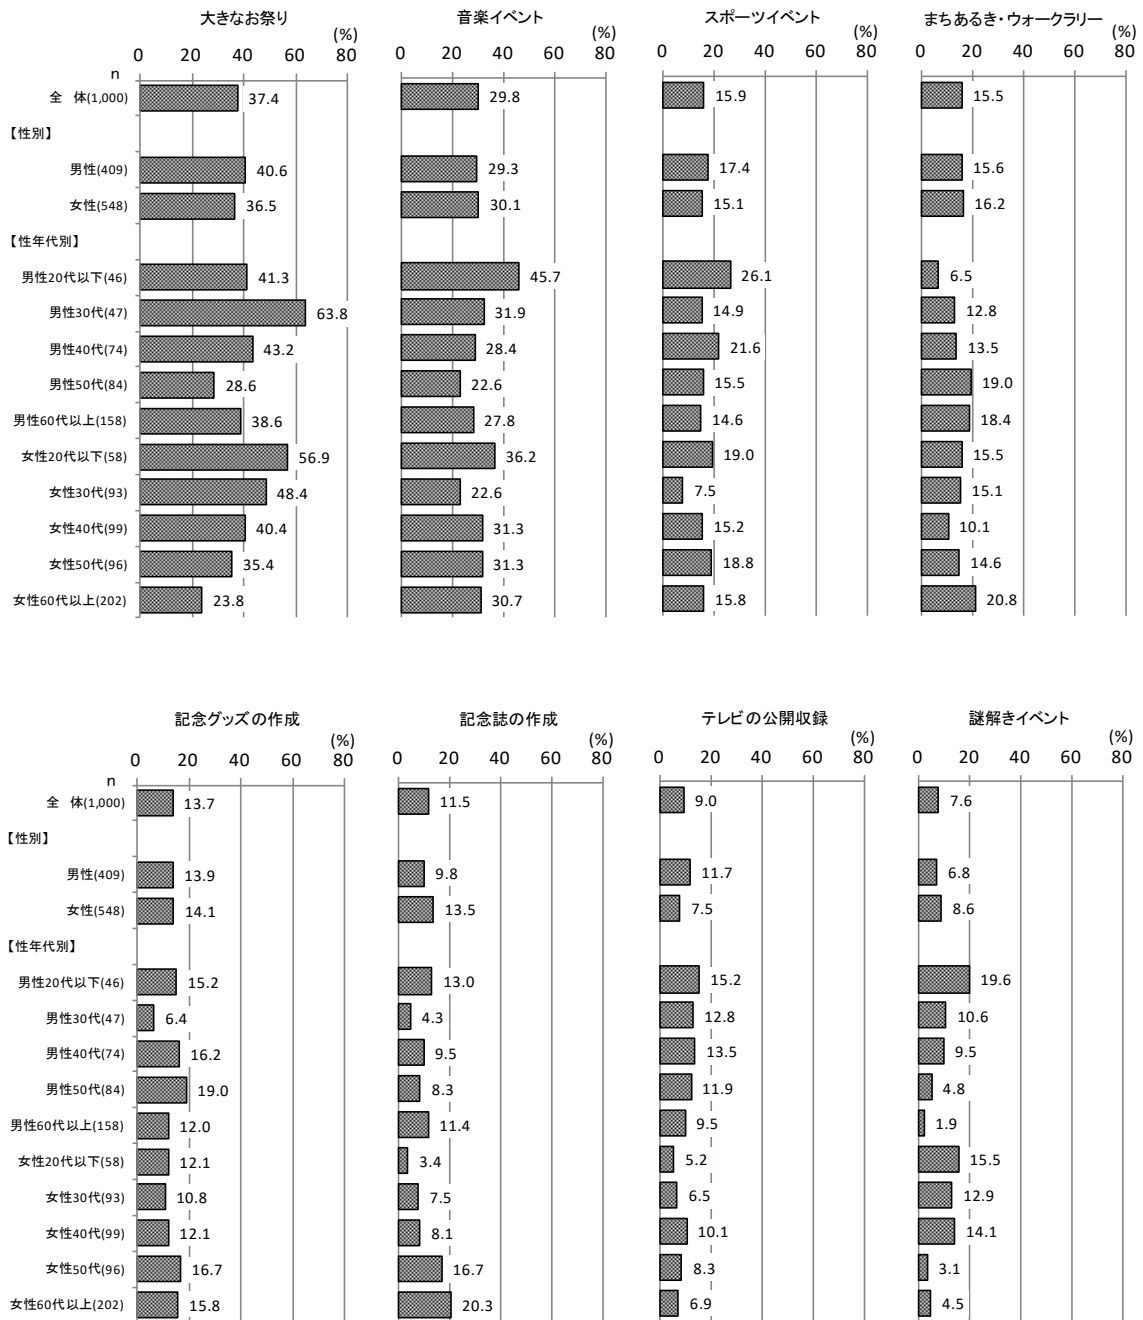 大きなお祭り 音楽イベント スポーツイベント まちあるき・ウォークラリー
(%) (%) (%) (%)
n 0 20 40 60 80 0 20 40 60 80 0 20 40 60 80 0 20 40 60 80
全 体(1,000) 37.4 29.8 15.9 15.5
【性別】
男性(409) 40.6 29.3 17.4 15.6
女性(548) 36.5 30.1 15.1 16.2
【性年代別】
男性20代以下(46) 41.3 45.7 26.1 6.5
男性30代(47) 63.8 31.9 14.9 12.8
男性40代(74) 43.2 28.4 21.6 13.5
男性50代(84) 28.6 22.6 15.5 19.0
男性60代以上(158) 38.6 27.8 14.6 18.4
女性20代以下(58) 56.9 36.2 19.0 15.5
女性30代(93) 48.4 22.6 7.5 15.1
女性40代(99) 40.4 31.3 15.2 10.1
女性50代(96) 35.4 31.3 18.8 14.6
女性60代以上(202) 23.8 30.7 15.8 20.8
記念グッズの作成 記念誌の作成 テレビの公開収録 謎解きイベント
(%) (%) (%) (%)
n 0 20 40 60 80 0 20 40 60 80 0 20 40 60 80 0 20 40 60 80
全 体(1,000) 13.7 11.5 9.0 7.6
【性別】
男性(409) 13.9 9.8 11.7 6.8
女性(548) 14.1 13.5 7.5 8.6
【性年代別】
男性20代以下(46) 15.2 13.0 15.2 19.6
男性30代(47) 6.4 4.3 12.8 10.6
男性40代(74) 16.2 9.5 13.5 9.5
男性50代(84) 19.0 8.3 11.9 4.8
男性60代以上(158) 12.0 11.4 9.5 1.9
女性20代以下(58) 12.1 3.4 5.2 15.5
女性30代(93) 10.8 7.5 6.5 12.9
女性40代(99) 12.1 8.1 10.1 14.1
女性50代(96) 16.7 16.7 8.3 3.1
女性60代以上(202) 15.8 20.3 6.9 4.5